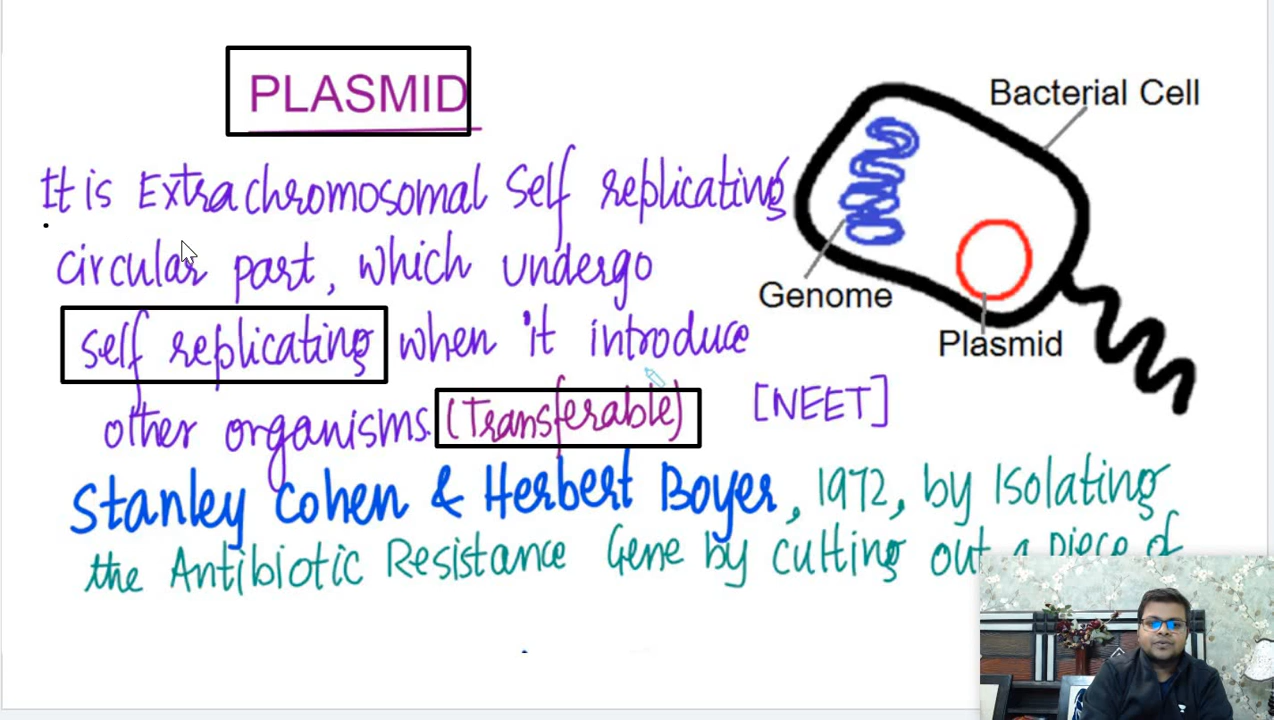 PLASMID
It is Extrachromosomal Self replicating
circular part, which undergo
self replicating when it introduce
other organisms. (Transferable) [NEET]
Stanley Cohen & Herbert Boyer, 1972, by Isolating
the Antibiotic Resistance Gene by cutting out a piece of
Bacterial Cell
Genome
Plasmid